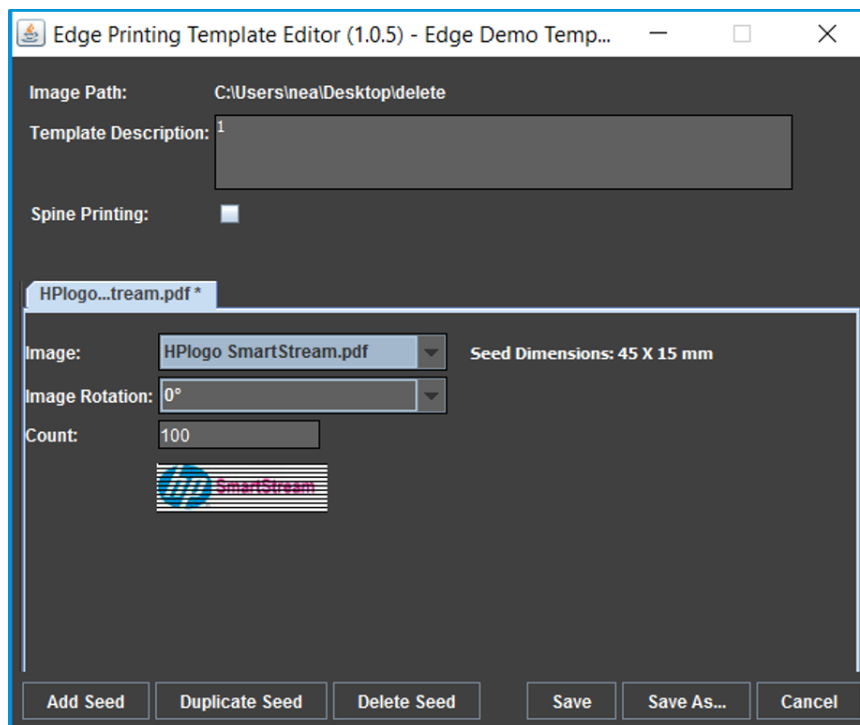 Edge Printing Template Editor (1.0.5) - Edge Demo Temp...
Image Path: C:\Users\nea\Desktop\delete
Template Description: 1
Spine Printing:
HPlogo...tream.pdf *
Image: HPlogo SmartStream.pdf Seed Dimensions: 45 X 15 mm
Image Rotation: 0°
Count: 100
hp SmartStream
Add Seed Duplicate Seed Delete Seed Save Save As... Cancel